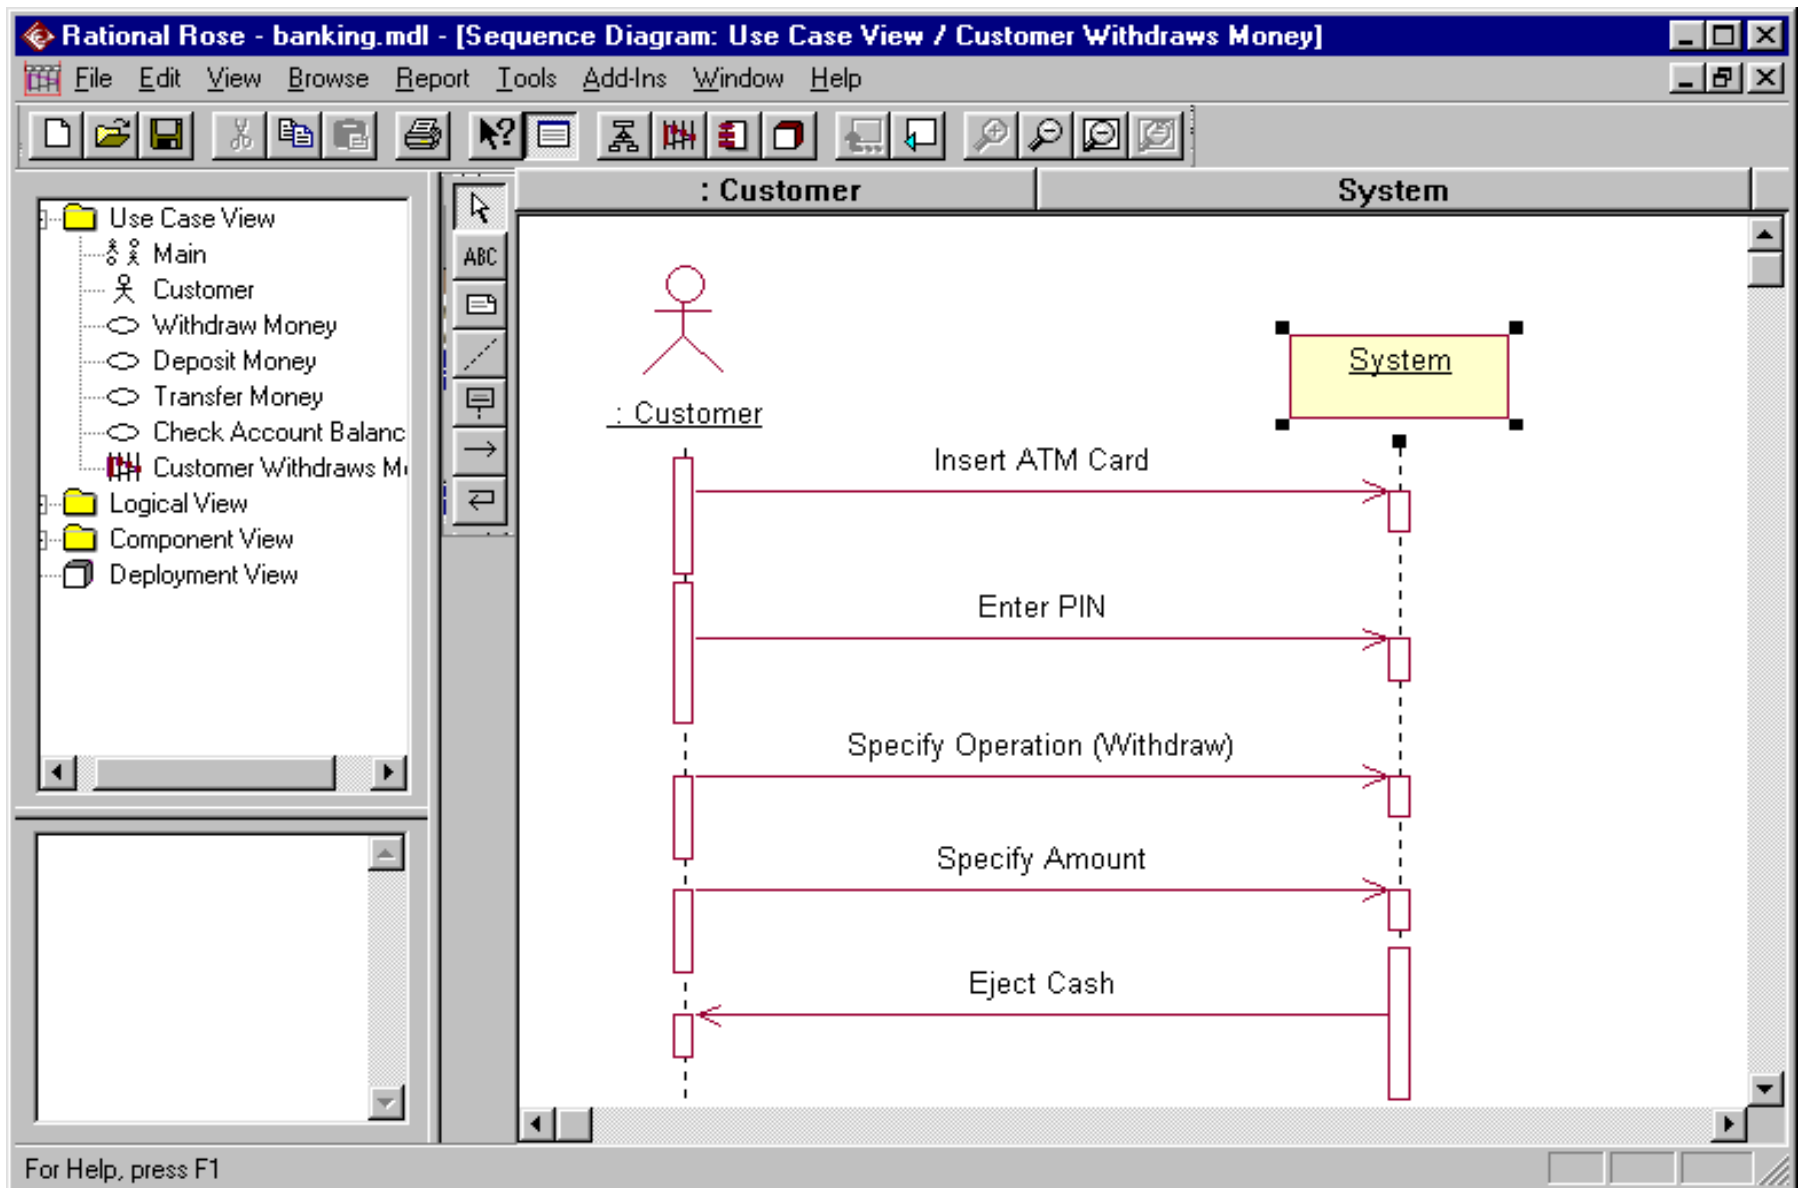 Rational Rose - banking.mdl - [Sequence Diagram: Use Case View / Customer Withdraws Money]
File Edit View Browse Report Tools Add-Ins Window Help
: Customer System
Use Case View
Main
Customer
Withdraw Money
Deposit Money
Transfer Money
Check Account Balanc
Customer Withdraws M
Logical View
Component View
Deployment View
ABC
System
: Customer
Insert ATM Card
Enter PIN
Specify Operation (Withdraw)
Specify Amount
Eject Cash
For Help, press F1